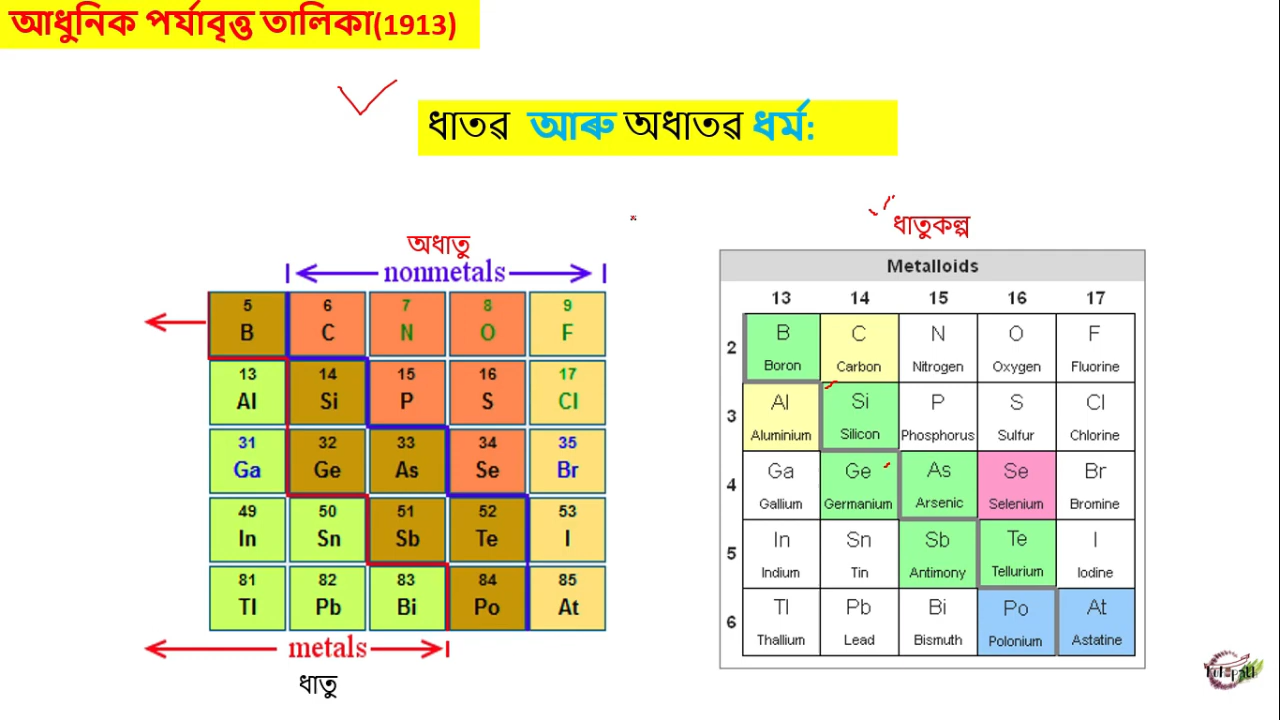 আধুনিক পৰ্যাবৃত্ত তালিকা(1913)
ধাতৱ আৰু অধাতৱ ধৰ্ম:
অধাতু
nonmetals
5 6 7 8 9
B C N O F
13 14 15 16 17
Al Si P S Cl
31 32 33 34 35
Ga Ge As Se Br
49 50 51 52 53
In Sn Sb Te I
81 82 83 84 85
Tl Pb Bi Po At
metals
ধাতু
ধাতুকল্প
Metalloids
13 14 15 16 17
2 B C N O F
Boron Carbon Nitrogen Oxygen Fluorine
3 Al Si P S Cl
Aluminium Silicon Phosphorus Sulfur Chlorine
4 Ga Ge As Se Br
Gallium Germanium Arsenic Selenium Bromine
5 In Sn Sb Te I
Indium Tin Antimony Tellurium Iodine
6 Tl Pb Bi Po At
Thallium Lead Bismuth Polonium Astatine